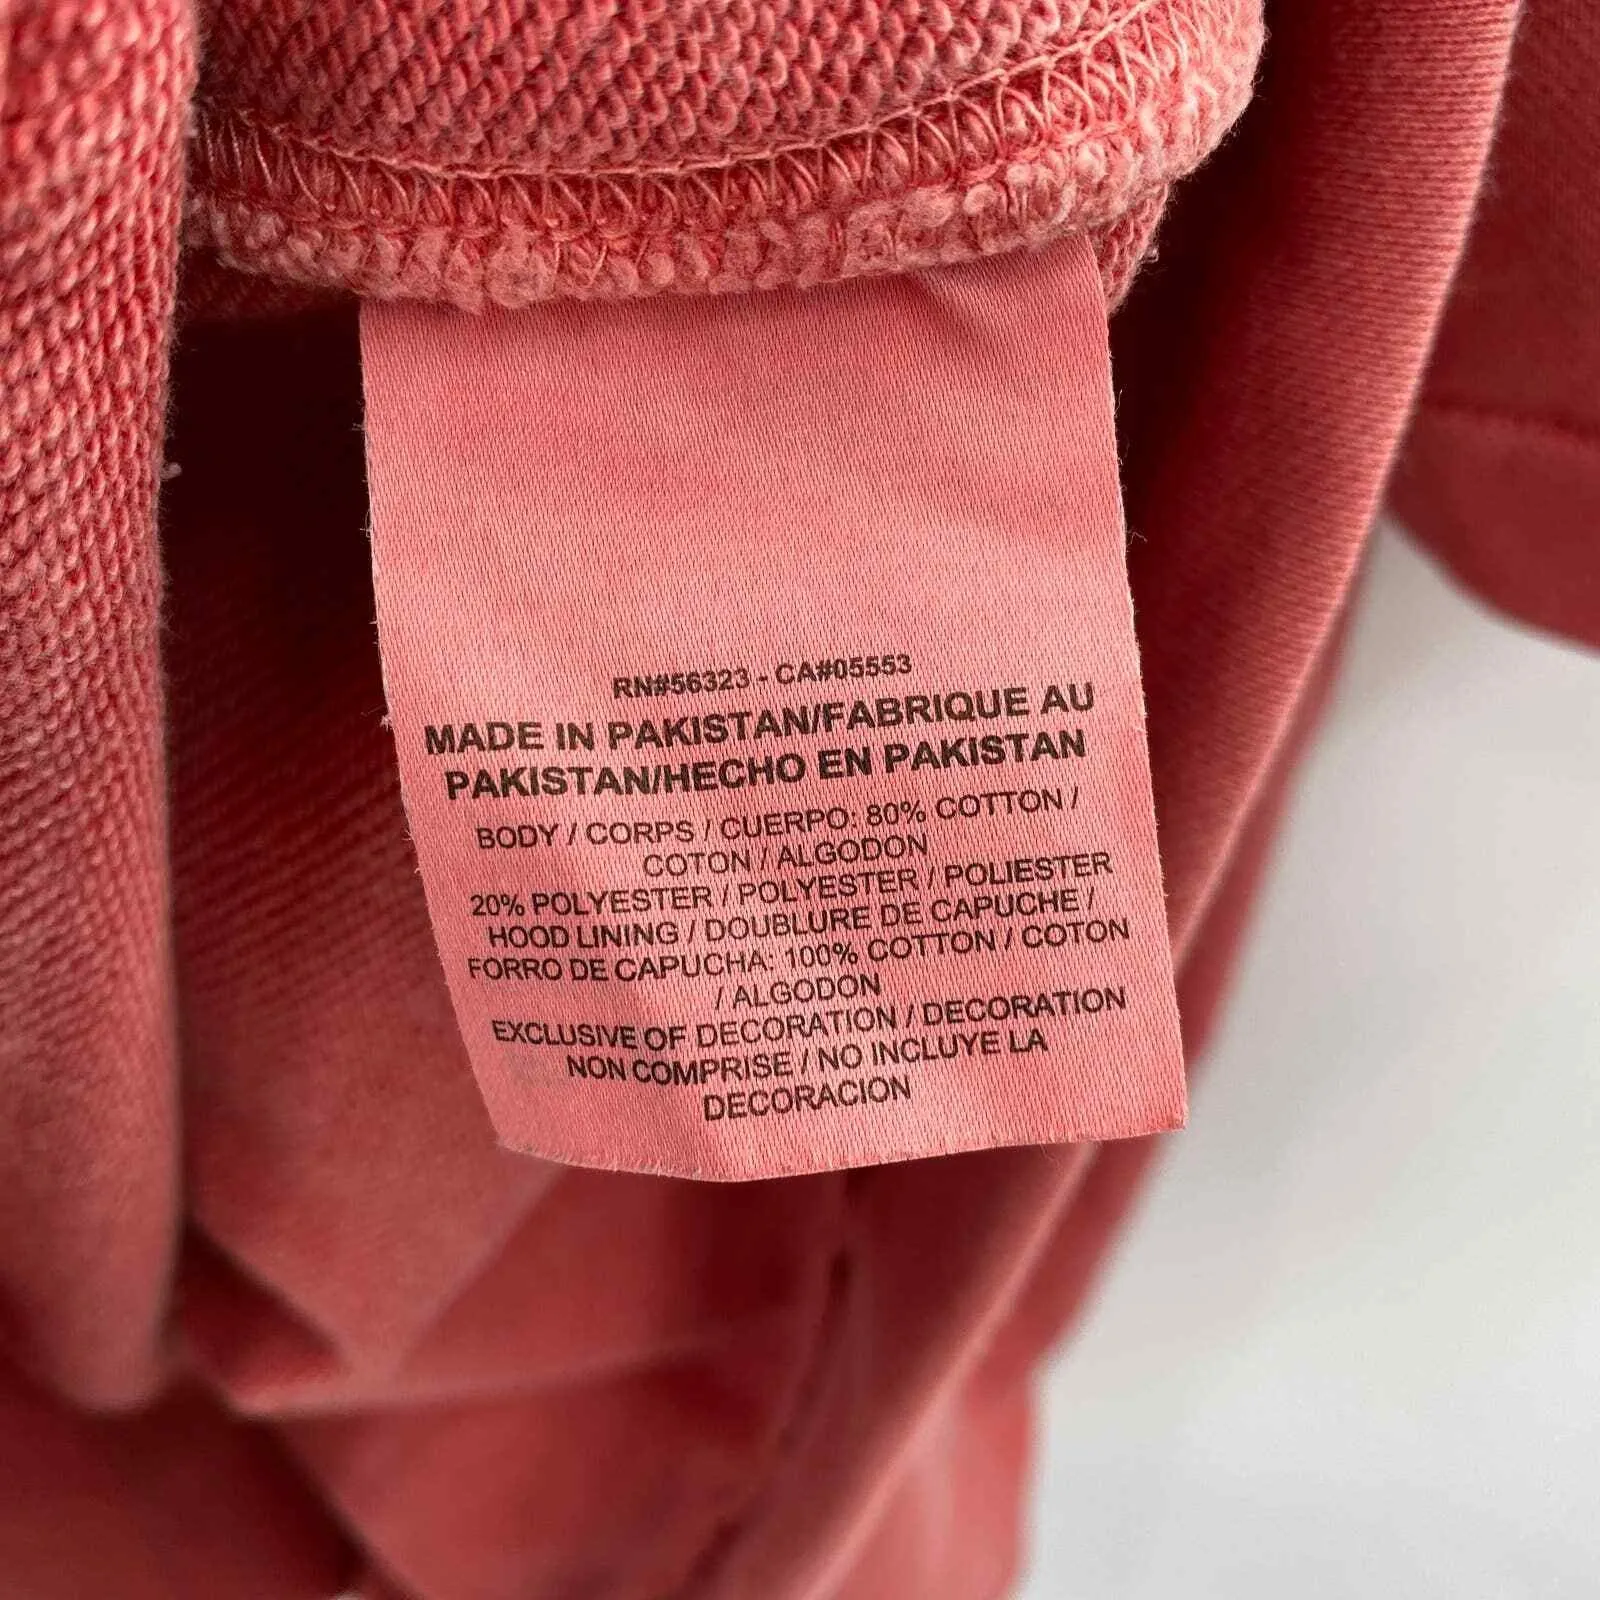 RN#56323 - CA#05553
MADE IN PAKISTAN/FABRIQUE AU
PAKISTAN/HECHO EN PAKISTAN
BODY / CORPS / CUERPO: 80% COTTON /
COTON / ALGODON
20% POLYESTER / POLYESTER / POLIESTER
HOOD LINING / DOUBLURE DE CAPUCHE /
FORRO DE CAPUCHA: 100% COTTON / COTON
/ ALGODON
EXCLUSIVE OF DECORATION / DECORATION
NON COMPRISE / NO INCLUYE LA
DECORACION